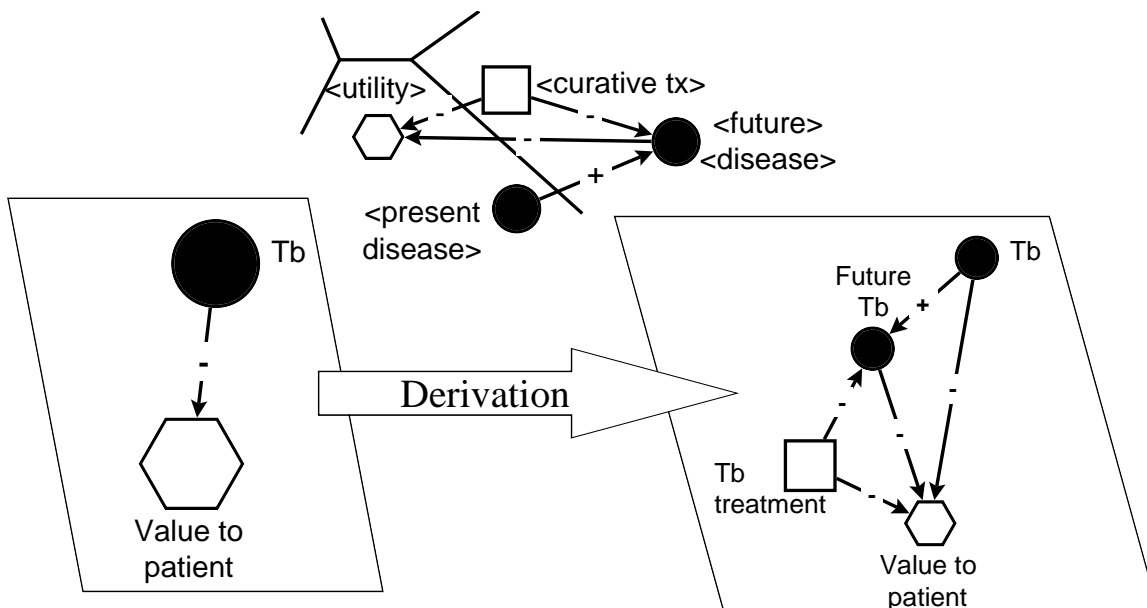 <utility>
<curative tx>
-
-
<future>
-
<disease>
+
<present
disease>
Tb
-
Value to
patient
Derivation
Tb
Future
Tb
+
-
-
-
Tb
treatment
-
Value to
patient